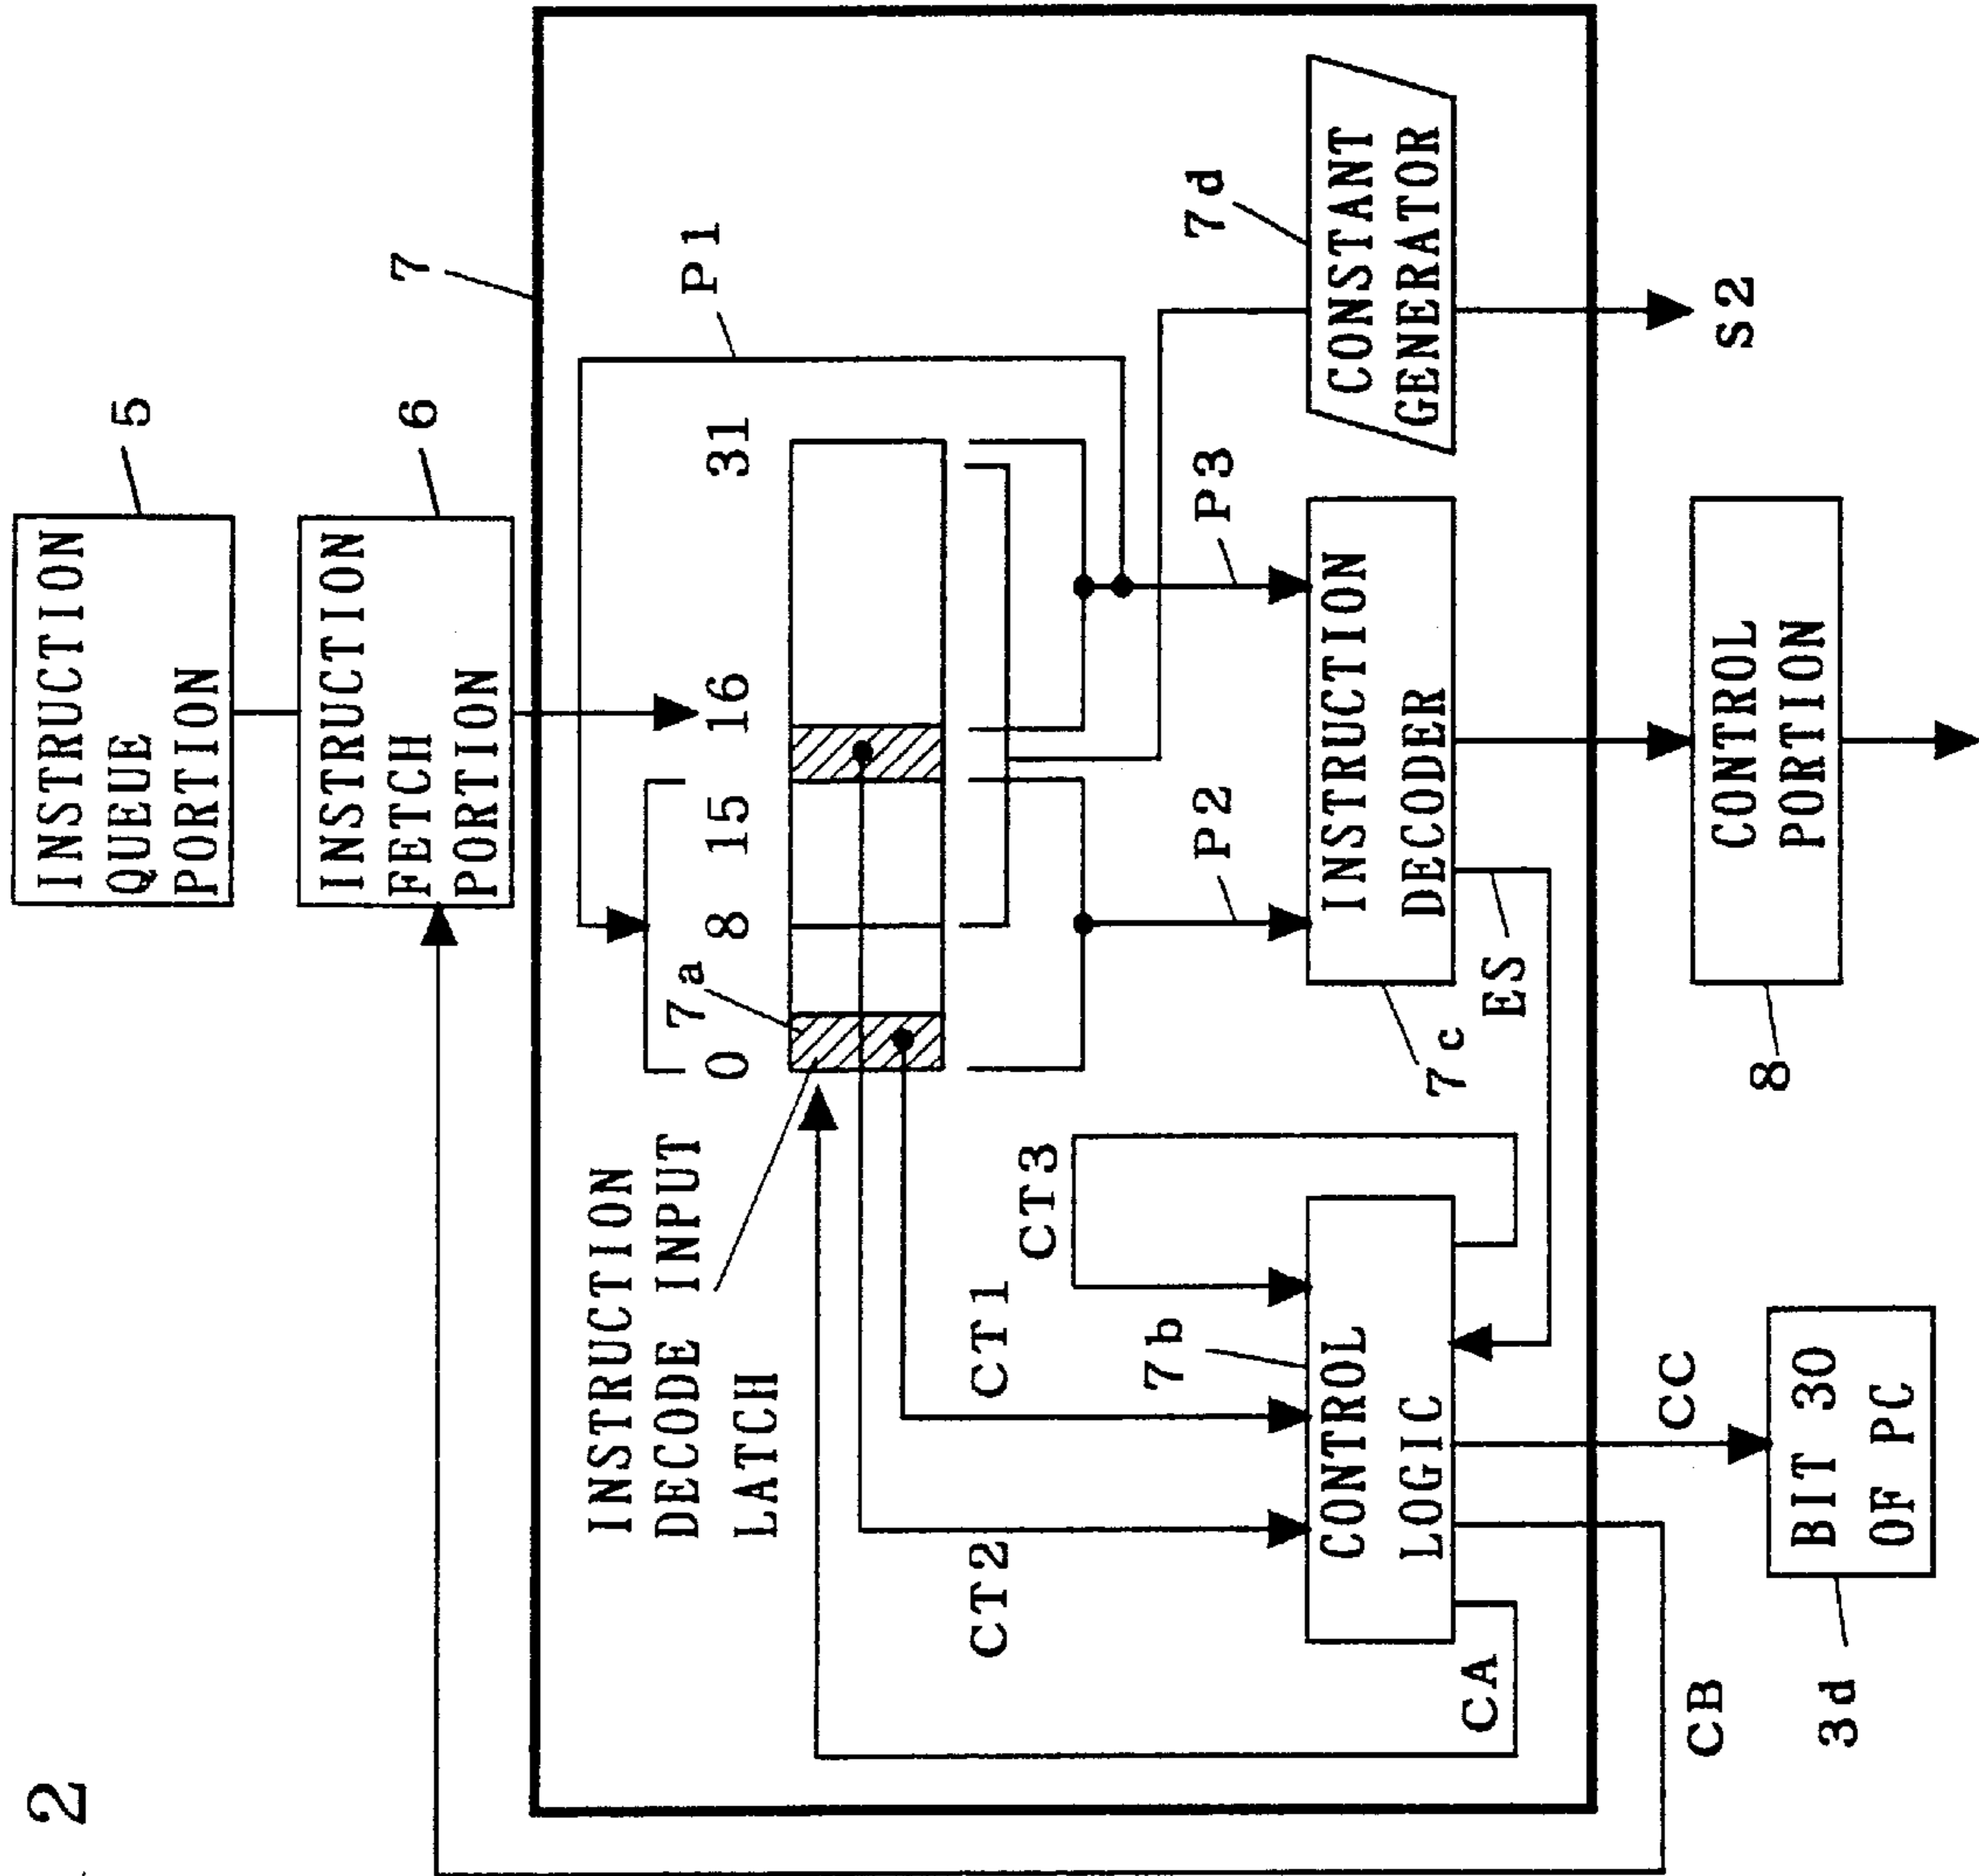 2
INSTRUCTION
QUEUE
PORTION
5
INSTRUCTION
FETCH
PORTION
6
7
P1
0
8
15
16
31
7a
INSTRUCTION
DECODE INPUT
LATCH
CT3
CT1
CT2
P2
P3
7d
7b
CONTROL
LOGIC
INSTRUCTION
DECODER
CONSTANT
GENERATOR
7c
ES
CA
CB
CC
S2
BIT 30
OF PC
3d
CONTROL
PORTION
8